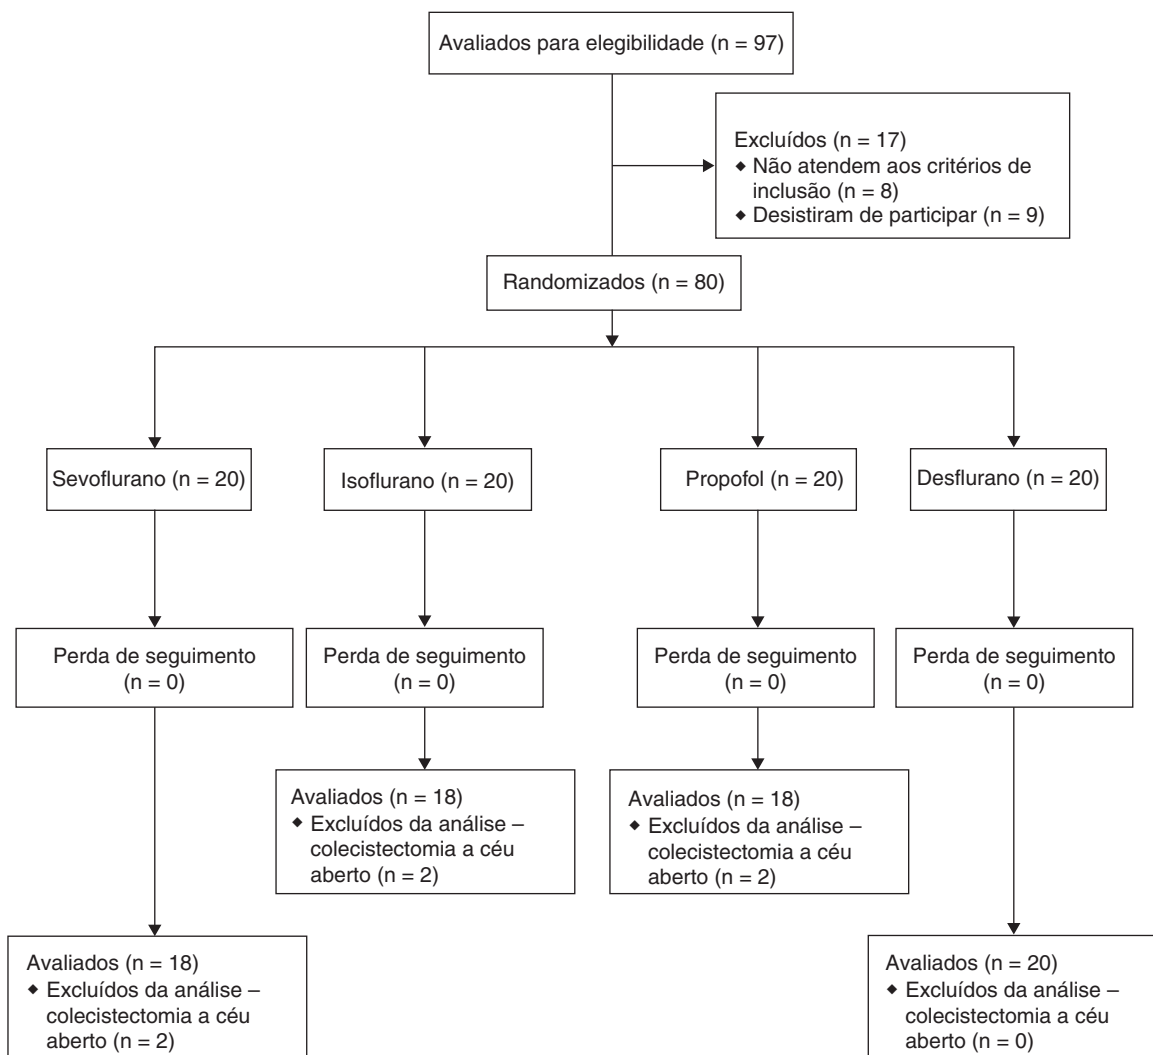 Avaliados para elegibilidade (n = 97)
Excluídos (n = 17)
◆ Não atendem aos critérios de
inclusão (n = 8)
◆ Desistiram de participar (n = 9)
Randomizados (n = 80)
Sevoflurano (n = 20)
Isoflurano (n = 20)
Propofol (n = 20)
Desflurano (n = 20)
Perda de seguimento
(n = 0)
Perda de seguimento
(n = 0)
Perda de seguimento
(n = 0)
Perda de seguimento
(n = 0)
Avaliados (n = 18)
◆ Excluídos da análise –
colecistectomia a céu
aberto (n = 2)
Avaliados (n = 18)
◆ Excluídos da análise –
colecistectomia a céu
aberto (n = 2)
Avaliados (n = 18)
◆ Excluídos da análise –
colecistectomia a céu
aberto (n = 2)
Avaliados (n = 20)
◆ Excluídos da análise –
colecistectomia a céu
aberto (n = 0)